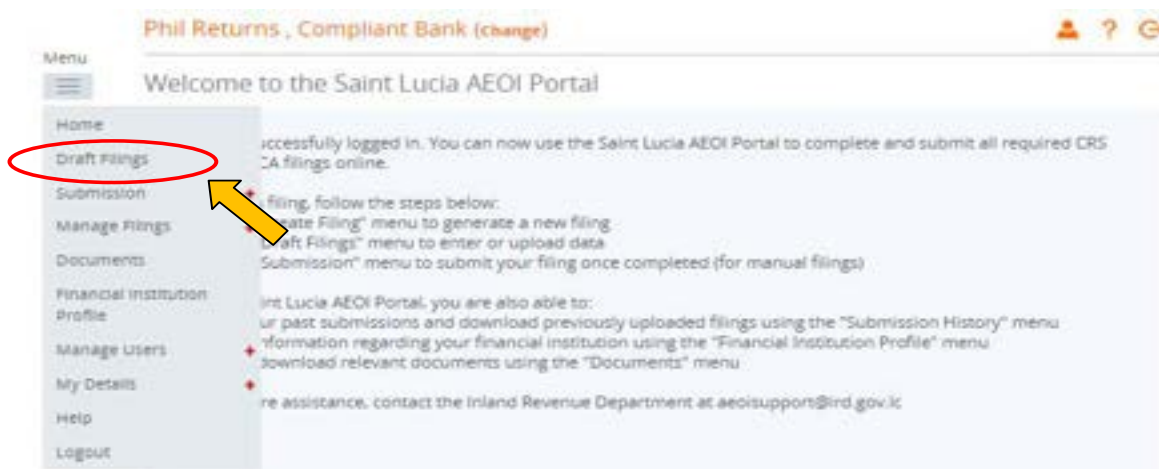 Phil Returns , Compliant Bank (change)
?
Menu
Welcome to the Saint Lucia AEOI Portal
Home
Draft Filings
Submission
Manage Filings
Documents
Financial Institution
Profile
Manage Users
My Details
Help
Logout
uccessfully logged in. You can now use the Saint Lucia AEOI Portal to complete and submit all required CRS
CA filings online.
filing, follow the steps below:
eate Filing" menu to generate a new filing
raft Filings" menu to enter or upload data
Submission" menu to submit your filing once completed (for manual filings)
int Lucia AEOI Portal, you are also able to:
ur past submissions and download previously uploaded filings using the "Submission History" menu
nformation regarding your financial institution using the "Financial Institution Profile" menu
download relevant documents using the "Documents" menu
re assistance, contact the Inland Revenue Department at aeoisupport@ird.gov.lc